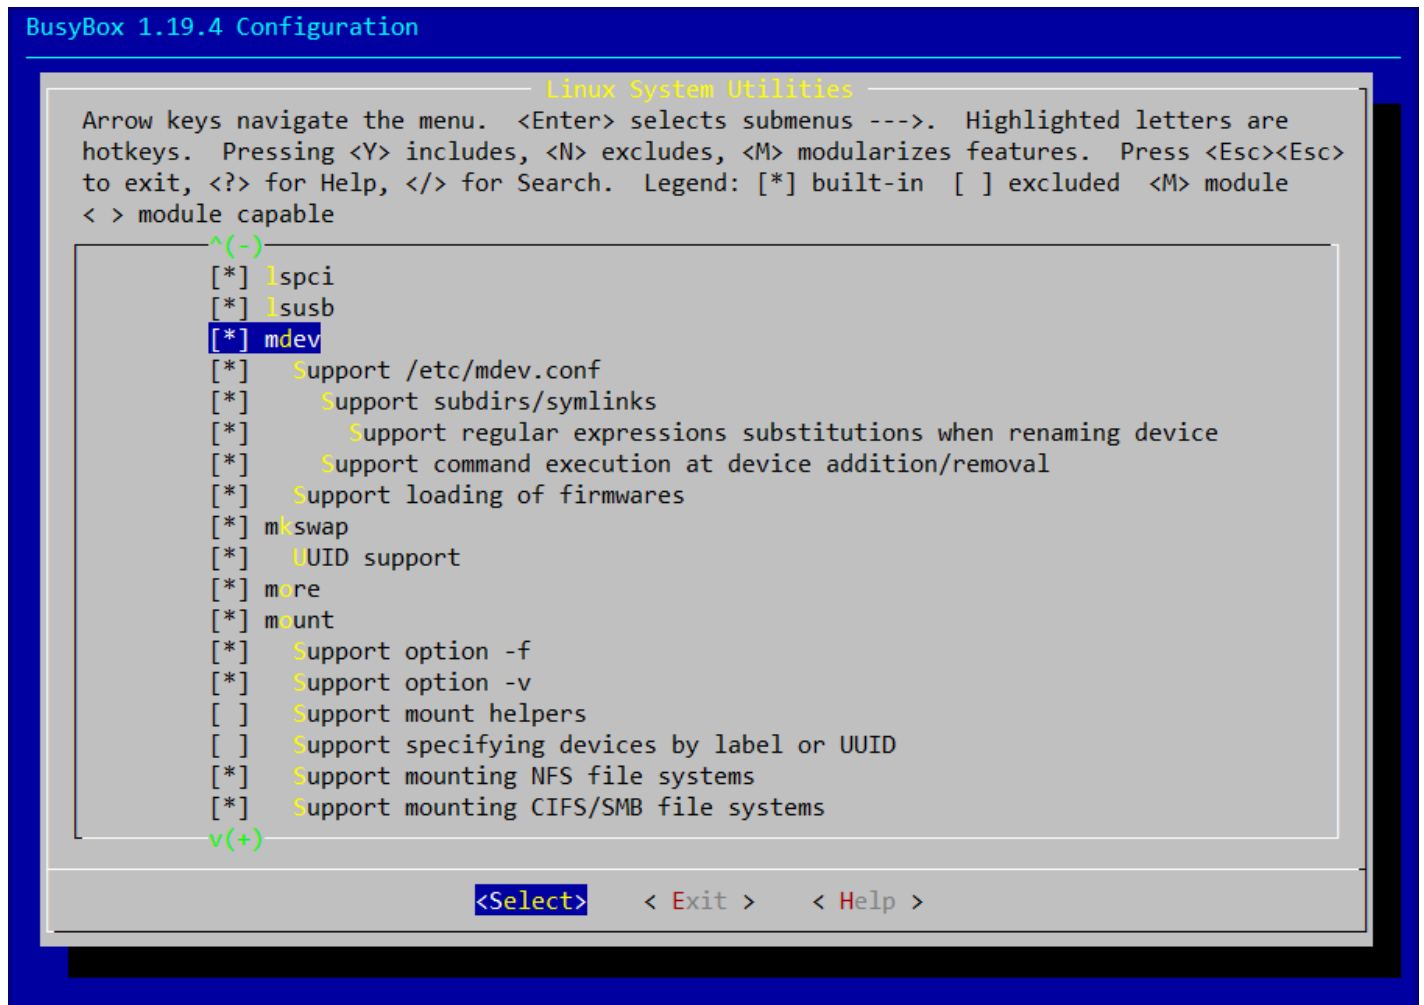 BusyBox 1.19.4 Configuration
Linux System Utilities
Arrow keys navigate the menu.  <Enter> selects submenus --->.  Highlighted letters are
hotkeys.  Pressing <Y> includes, <N> excludes, <M> modularizes features.  Press <Esc><Esc>
to exit, <?> for Help, </> for Search.  Legend: [*] built-in  [ ] excluded  <M> module
< > module capable
^(-)
[*] lspci
[*] lsusb
[*] mdev
[*]   Support /etc/mdev.conf
[*]     Support subdirs/symlinks
[*]       Support regular expressions substitutions when renaming device
[*]     Support command execution at device addition/removal
[*]   Support loading of firmwares
[*] mkswap
[*]   UUID support
[*] more
[*] mount
[*]   Support option -f
[*]   Support option -v
[ ]   Support mount helpers
[ ]   Support specifying devices by label or UUID
[*]   Support mounting NFS file systems
[*]   Support mounting CIFS/SMB file systems
v(+)
<Select>    < Exit >    < Help >